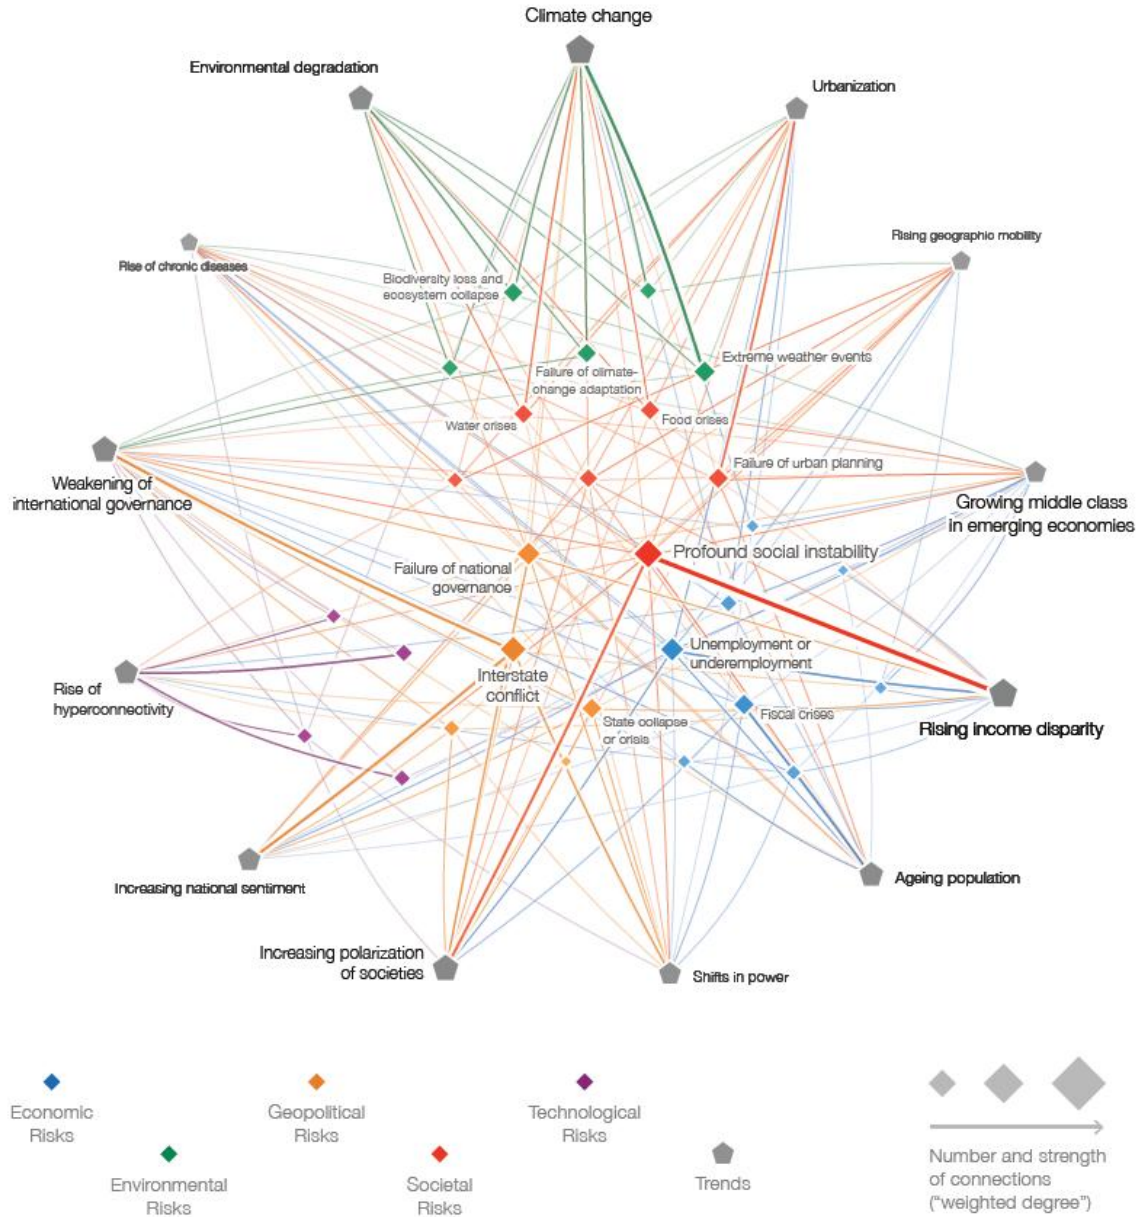 Climate change
Environmental degradation
Urbanization
Rising geographic mobility
Rise of chronic diseases
Biodiversity loss and
ecosystem collapse
Extreme weather events
Failure of climate-
change adaptation
Water crises
Food crises
Failure of urban planning
Weakening of
international governance
Growing middle class
in emerging economies
Profound social instability
Failure of national
governance
Unemployment or
underemployment
Interstate
conflict
Rise of
hyperconnectivity
State collapse
or crisis
Fiscal crises
Rising income disparity
Increasing national sentiment
Ageing population
Increasing polarization
of societies
Shifts in power
Economic
Risks
Geopolitical
Risks
Technological
Risks
Environmental
Risks
Societal
Risks
Trends
Number and strength
of connections
("weighted degree")